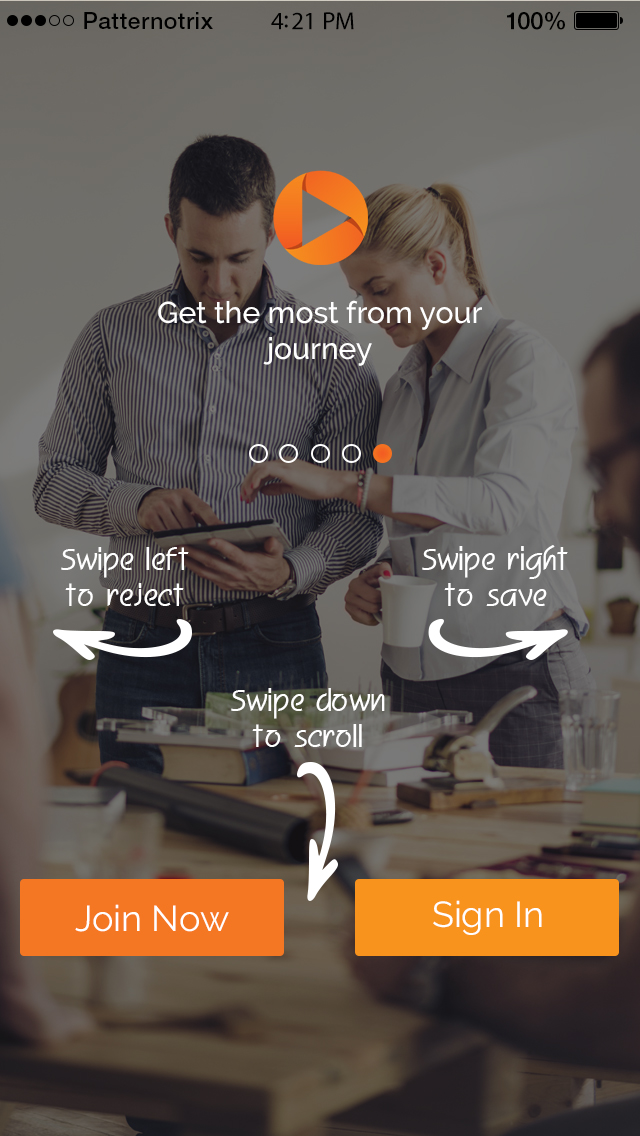 Patternotrix 4:21 PM 100%
Get the most from your
journey
Swipe left
to reject
Swipe right
to save
Swipe down
to scroll
Join Now
Sign In